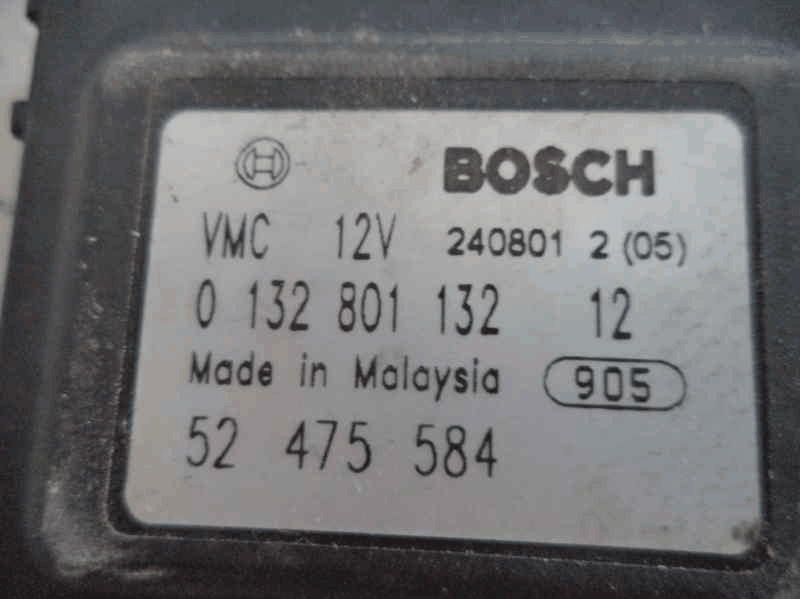 BOSCH
VMC 12V 240801 2 (05)
0 132 801 132 12
Made in Malaysia 905
52 475 584